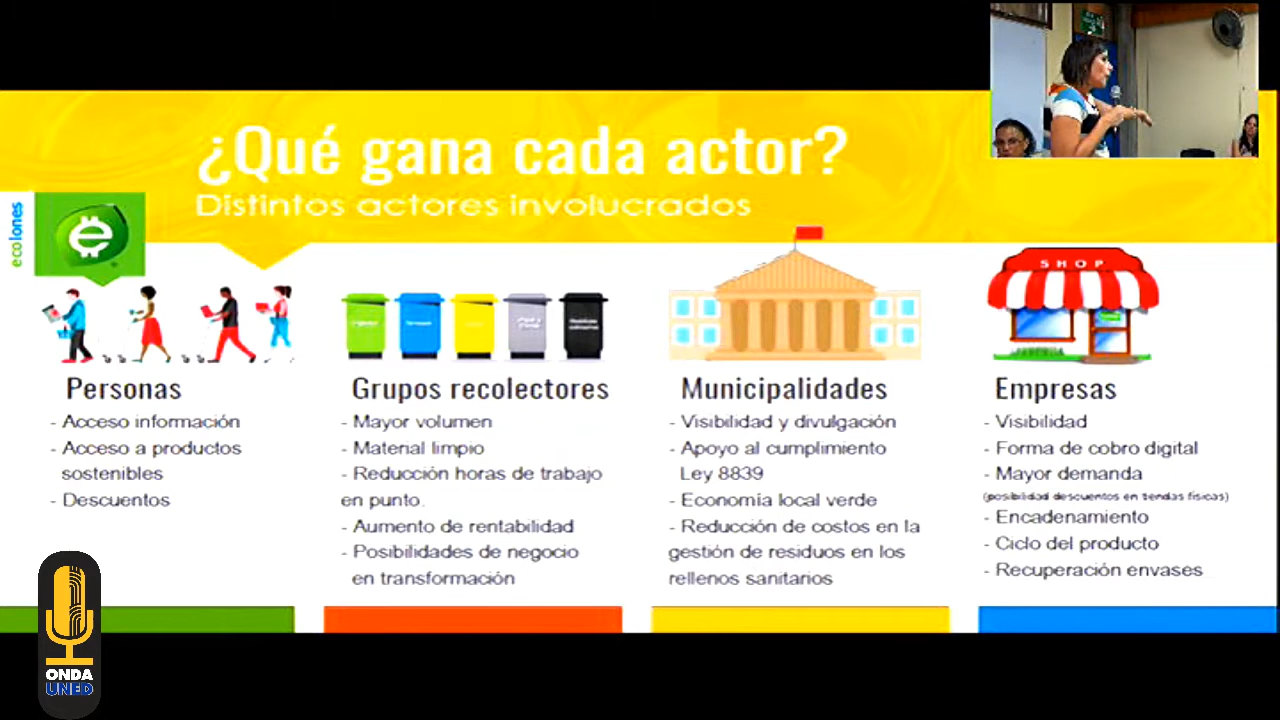 ¿Qué gana cada actor?
Distintos actores involucrados
ecolones
SHOP
Personas
- Acceso información
- Acceso a productos
sostenibles
- Descuentos
Grupos recolectores
- Mayor volumen
- Material limpio
- Reducción horas de trabajo
en punto.
- Aumento de rentabilidad
- Posibilidades de negocio
en transformación
Municipalidades
- Visibilidad y divulgación
- Apoyo al cumplimiento
Ley 8839
- Economía local verde
- Reducción de costos en la
gestión de residuos en los
rellenos sanitarios
Empresas
- Visibilidad
- Forma de cobro digital
- Mayor demanda
(posibilidad descuentos en tiendas físicas)
- Encadenamiento
- Ciclo del producto
- Recuperación envases
ONDA
UNED